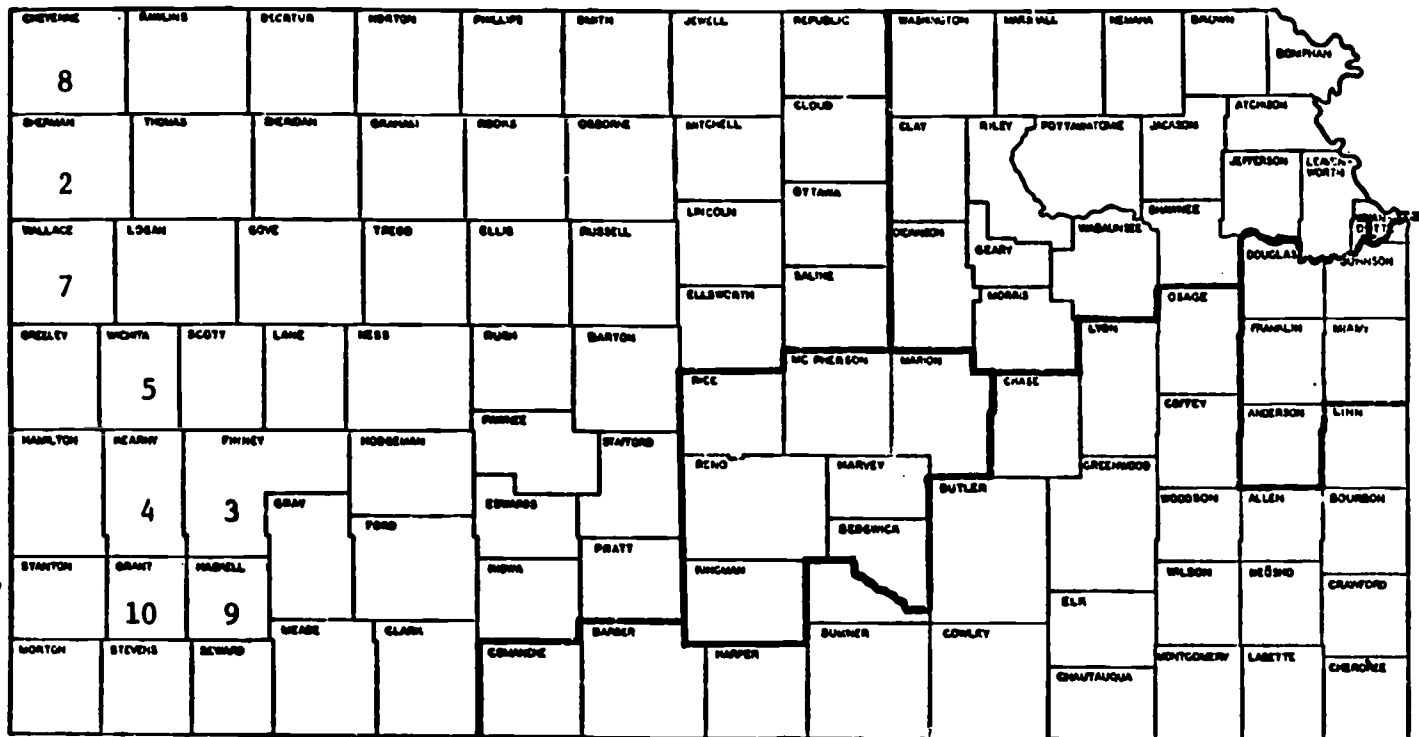 CHEYENNE RAWLINS DECATUR NORTON PHILLIPS SMITH JEWELL REPUBLIC WASHINGTON MARSHALL NEMAHA BROWN
DONIPHAN
8
CLOUD
ATCHISON
SHERMAN THOMAS SHERIDAN GRAHAM ROOKS OSBORNE MITCHELL CLAY RILEY POTTAWATOMIE JACKSON
JEFFERSON LEAVEN-
WORTH
2
OTTAWA
LINCOLN
SHAWNEE
WYAN-
DOTTE
WALLACE LOGAN GOVE TREGO ELLIS RUSSELL DICKINSON WABAUNSEE
GEARY
DOUGLAS JOHNSON
7
SALINE
ELLSWORTH
MORRIS OSAGE
GREELEY WICHITA SCOTT LANE NESS RUSH BARTON LYON FRANKLIN MIAMI
MC PHERSON MARION
5
RICE CHASE
COFFEY
PAWNEE
ANDERSON LINN
HAMILTON KEARNY FINNEY HODGEMAN STAFFORD
RENO HARVEY GREENWOOD
BUTLER
4 3
GRAY EDWARDS WOODSON ALLEN BOURBON
FORD
SEDGWICK
PRATT
STANTON GRANT HASKELL KIOWA KINGMAN WILSON NEOSHO
CRAWFORD
10 9
ELK
MEADE CLARK BARBER SUMNER COWLEY
MORTON STEVENS SEWARD COMANCHE HARPER MONTGOMERY LABETTE
CHEROKEE
CHAUTAUQUA